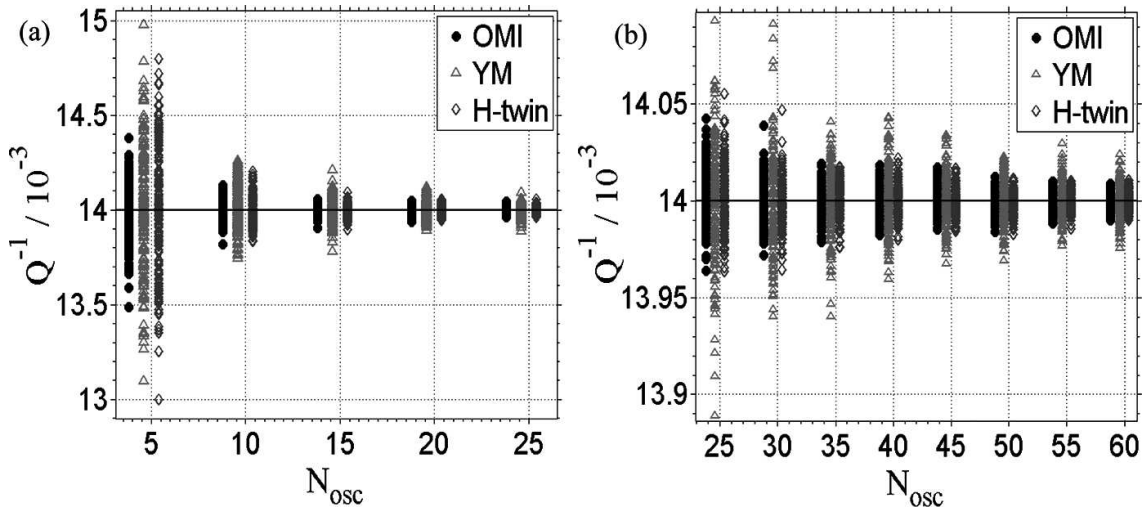 (a)
OMI
YM
H-twin
15
14.5
14
13.5
13
Q⁻¹ / 10⁻³
5 10 15 20 25
N_osc
(b)
OMI
YM
H-twin
14.05
14
13.95
13.9
Q⁻¹ / 10⁻³
25 30 35 40 45 50 55 60
N_osc